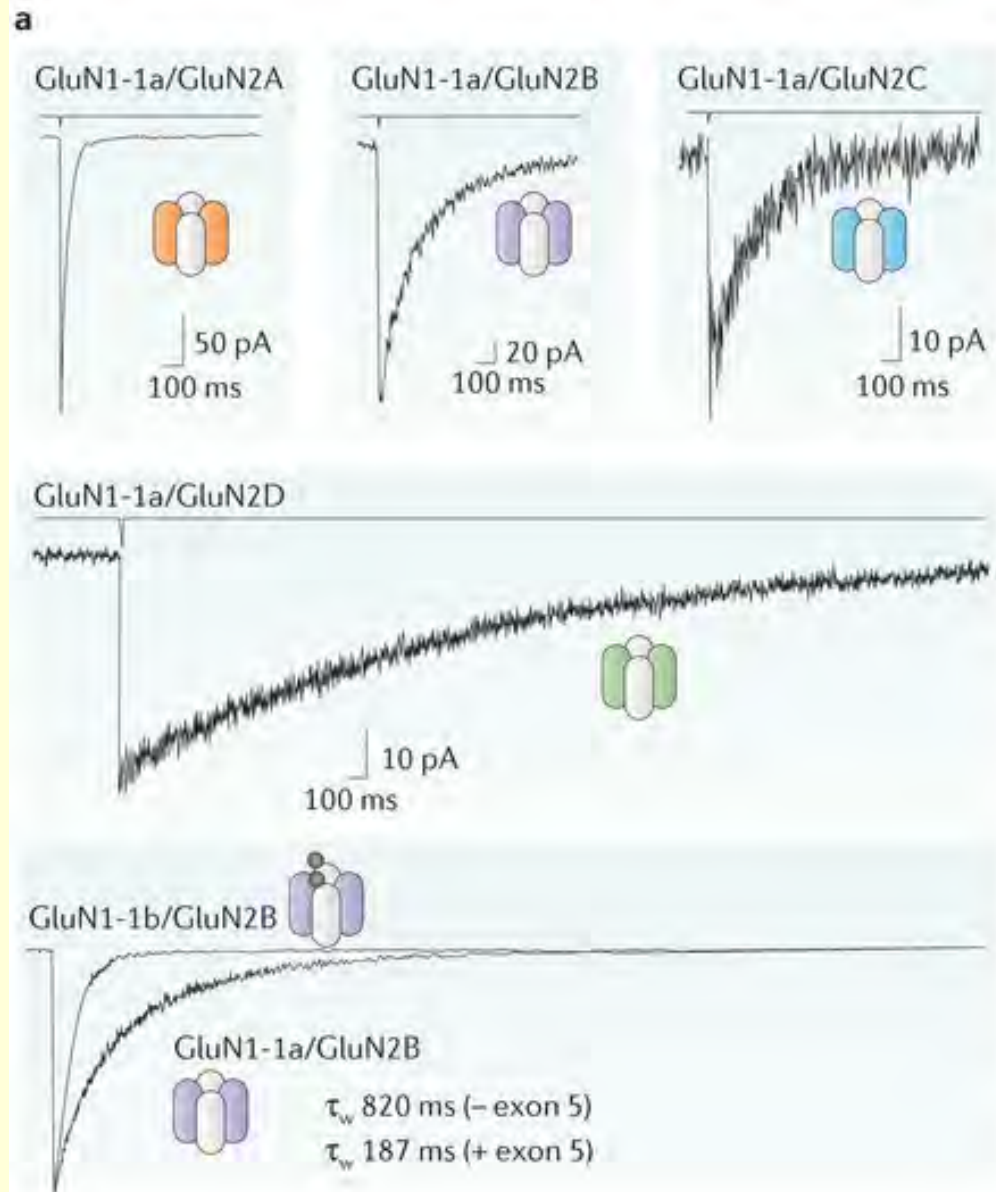 a
GluN1-1a/GluN2A
GluN1-1a/GluN2B
GluN1-1a/GluN2C
50 pA
100 ms
20 pA
100 ms
10 pA
100 ms
GluN1-1a/GluN2D
10 pA
100 ms
GluN1-1b/GluN2B
GluN1-1a/GluN2B
τw 820 ms (– exon 5)
τw 187 ms (+ exon 5)